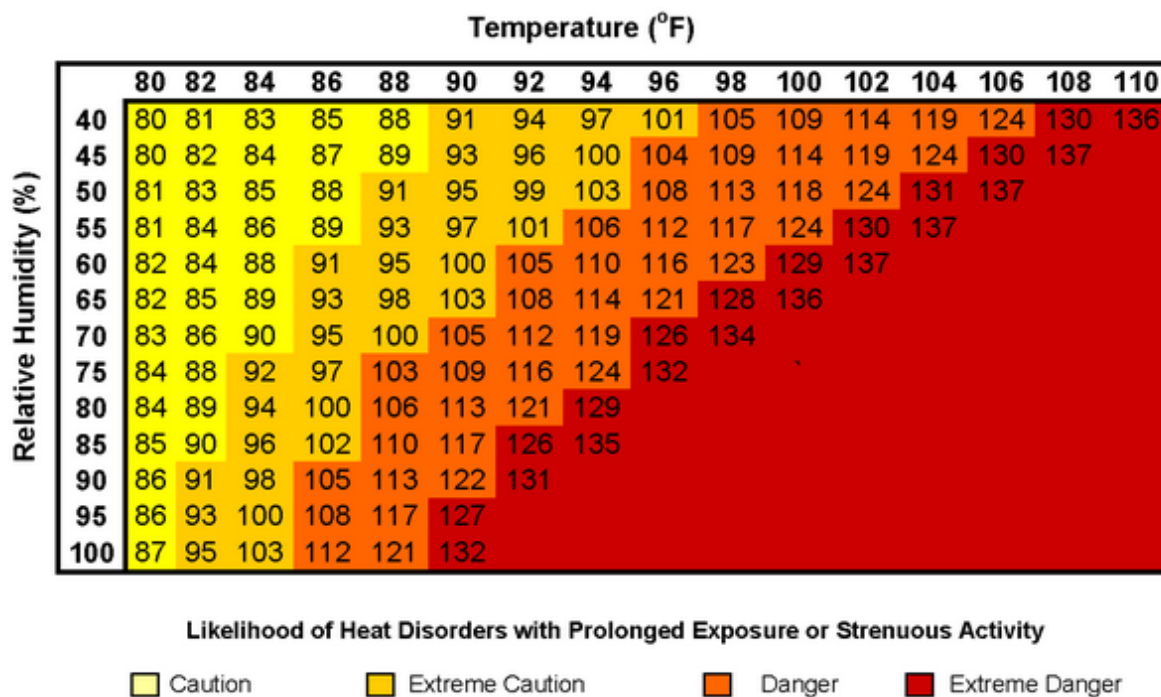 Temperature (°F)
80 82 84 86 88 90 92 94 96 98 100 102 104 106 108 110
Relative Humidity (%)
40 80 81 83 85 88 91 94 97 101 105 109 114 119 124 130 136
45 80 82 84 87 89 93 96 100 104 109 114 119 124 130 137
50 81 83 85 88 91 95 99 103 108 113 118 124 131 137
55 81 84 86 89 93 97 101 106 112 117 124 130 137
60 82 84 88 91 95 100 105 110 116 123 129 137
65 82 85 89 93 98 103 108 114 121 128 136
70 83 86 90 95 100 105 112 119 126 134
75 84 88 92 97 103 109 116 124 132 `
80 84 89 94 100 106 113 121 129
85 85 90 96 102 110 117 126 135
90 86 91 98 105 113 122 131
95 86 93 100 108 117 127
100 87 95 103 112 121 132
Likelihood of Heat Disorders with Prolonged Exposure or Strenuous Activity
Caution Extreme Caution Danger Extreme Danger